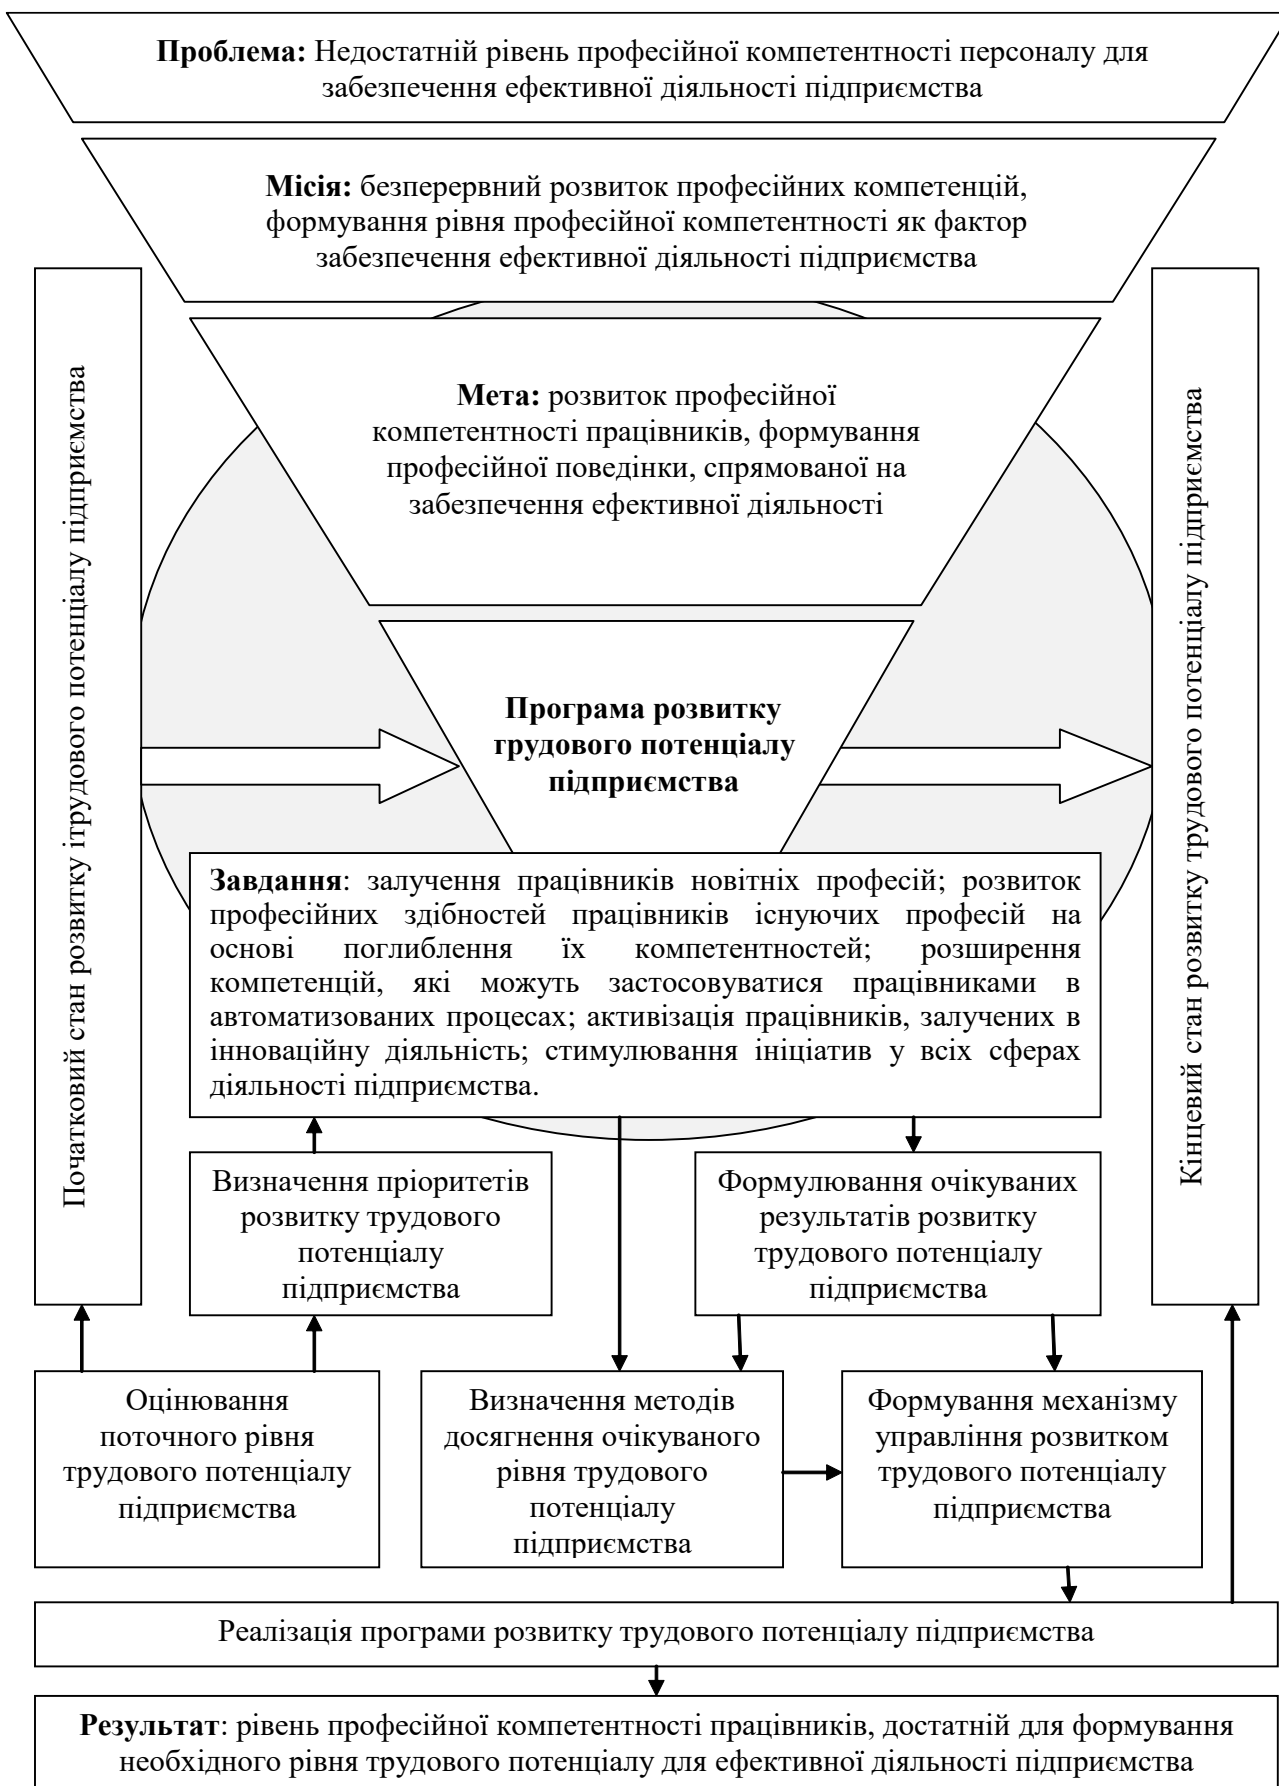 Проблема: Недостатній рівень професійної компетентності персоналу для
забезпечення ефективної діяльності підприємства
Місія: безперервний розвиток професійних компетенцій,
формування рівня професійної компетентності як фактор
забезпечення ефективної діяльності підприємства
Початковий стан розвитку ітрудового потенціалу підприємства
Мета: розвиток професійної
компетентності працівників, формування
професійної поведінки, спрямованої на
забезпечення ефективної діяльності
Кінцевий стан розвитку трудового потенціалу підприємства
Програма розвитку
трудового потенціалу
підприємства
Завдання: залучення працівників новітніх професій; розвиток
професійних здібностей працівників існуючих професій на
основі поглиблення їх компетентностей; розширення
компетенцій, які можуть застосовуватися працівниками в
автоматизованих процесах; активізація працівників, залучених в
інноваційну діяльність; стимулювання ініціатив у всіх сферах
діяльності підприємства.
Визначення пріоритетів
розвитку трудового
потенціалу
підприємства
Формулювання очікуваних
результатів розвитку
трудового потенціалу
підприємства
Оцінювання
поточного рівня
трудового потенціалу
підприємства
Визначення методів
досягнення очікуваного
рівня трудового
потенціалу
підприємства
Формування механізму
управління розвитком
трудового потенціалу
підприємства
Реалізація програми розвитку трудового потенціалу підприємства
Результат: рівень професійної компетентності працівників, достатній для формування
необхідного рівня трудового потенціалу для ефективної діяльності підприємства